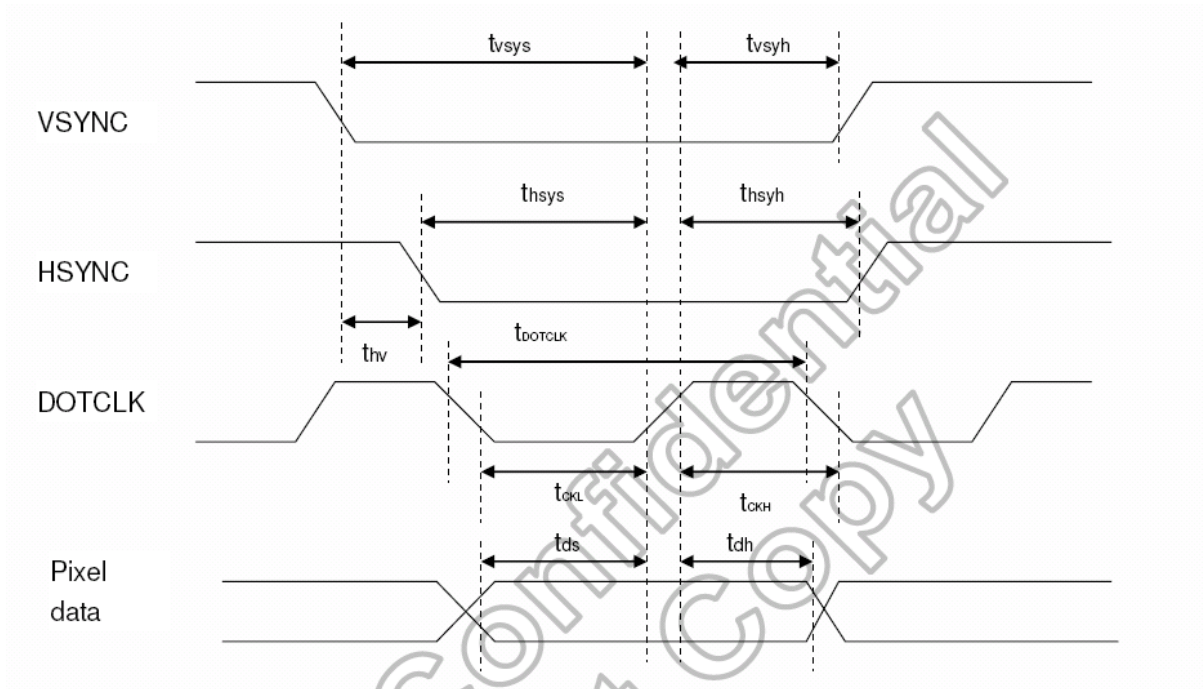 tvsys
tvsyh
VSYNC
thsys
thsyh
HSYNC
tDOTCLK
thv
DOTCLK
tCKL
tCKH
tds
tdh
Pixel
data
Confidential
Copy